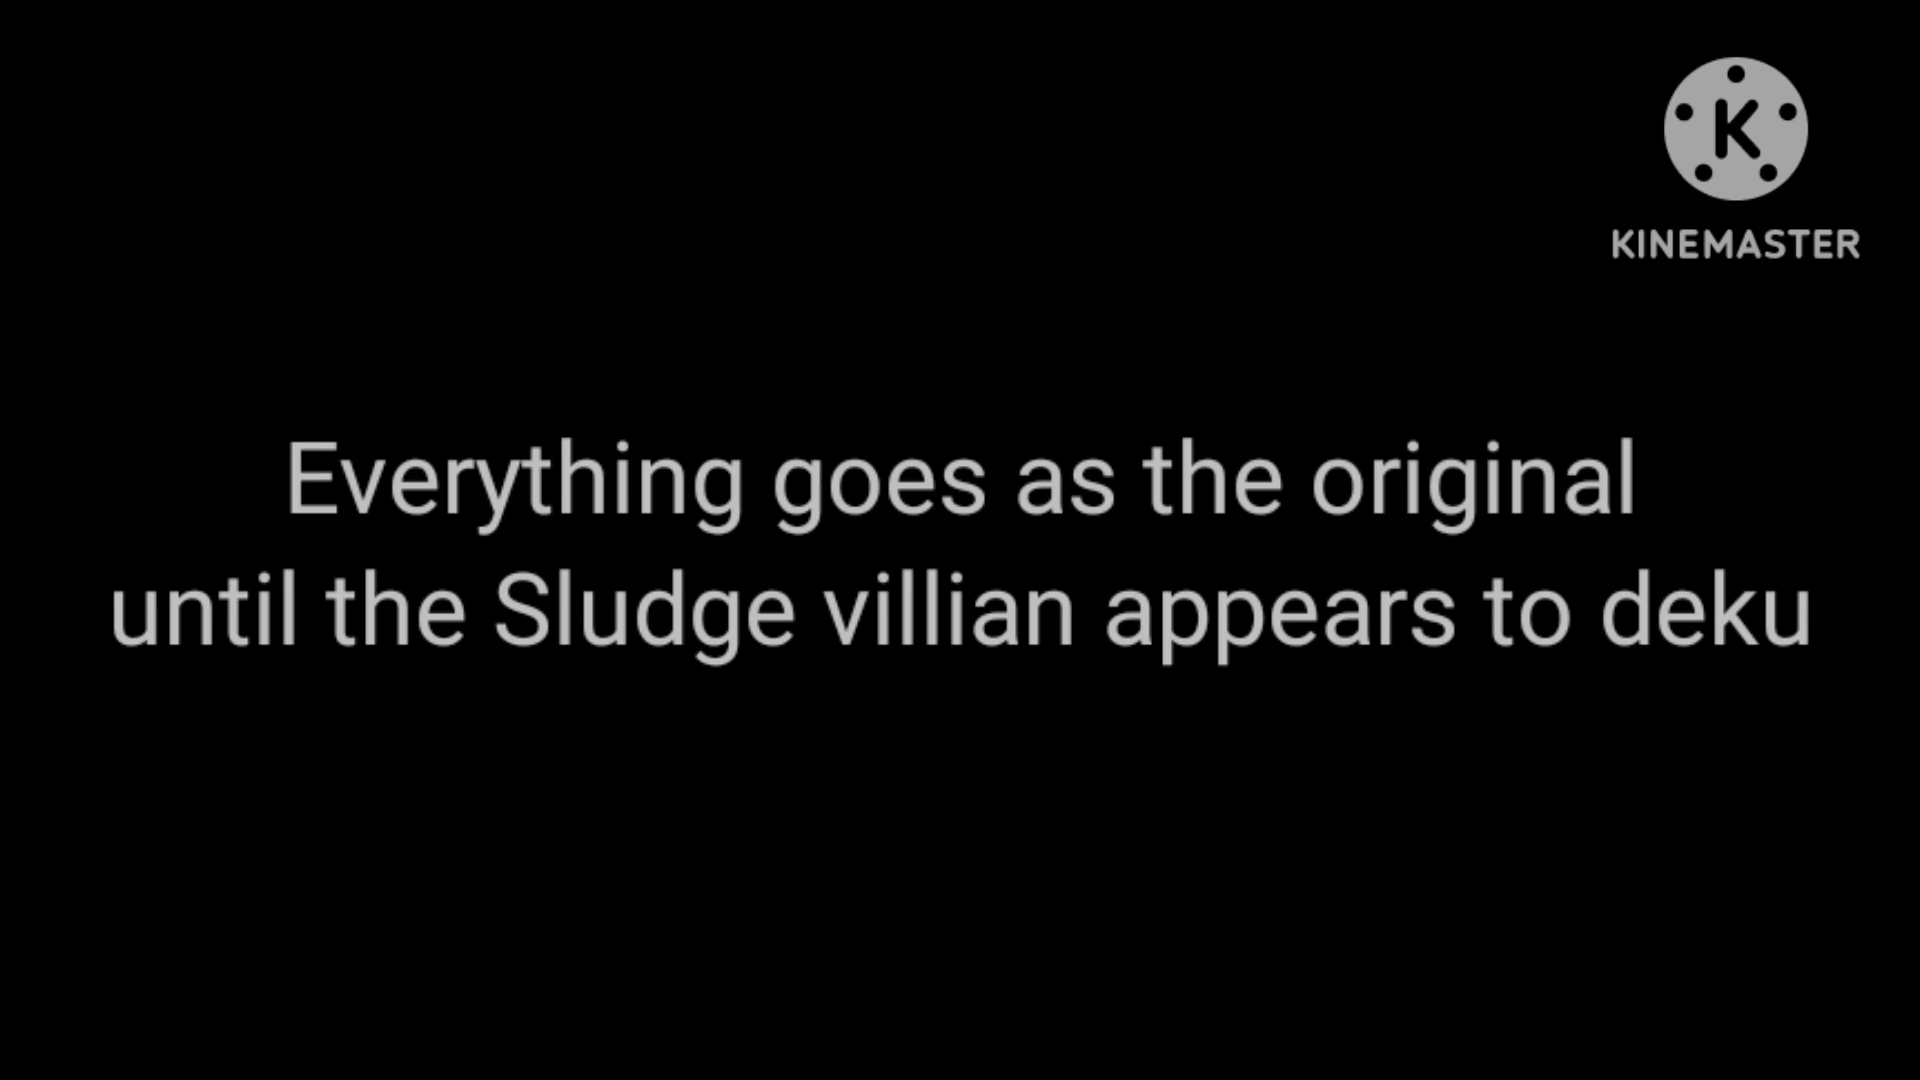 K
KINEMASTER
Everything goes as the original
until the Sludge villian appears to deku